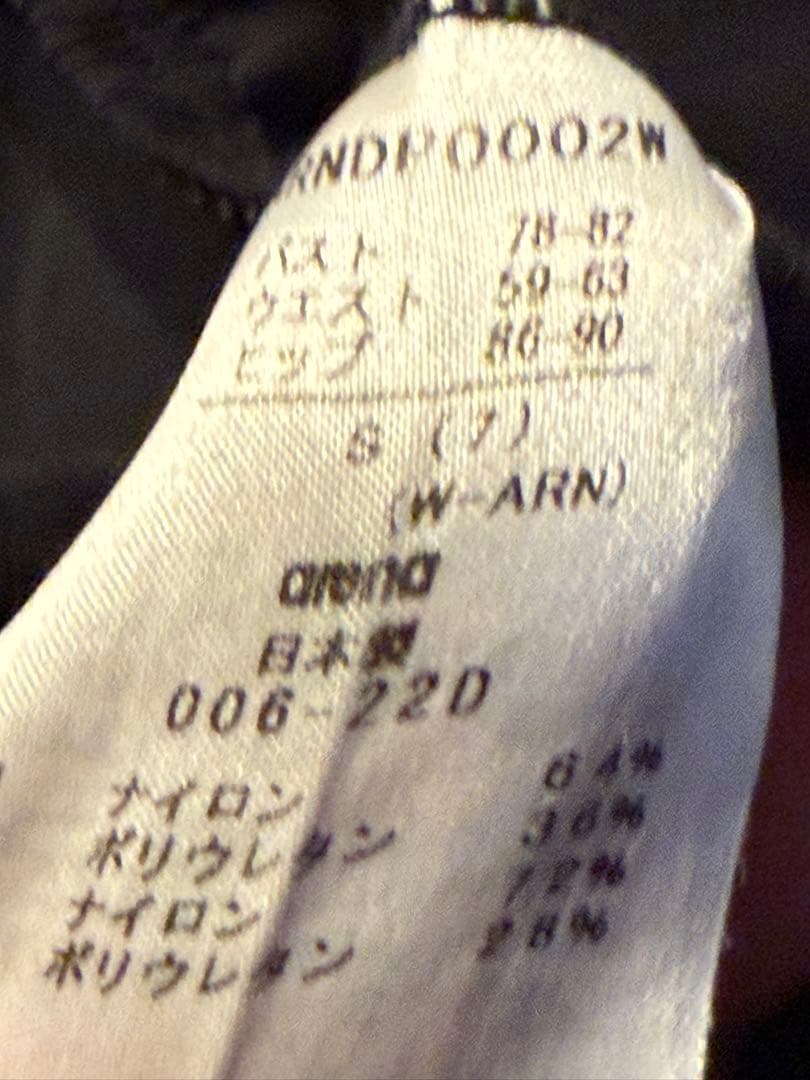 RNDP0002W
バスト 78-82
ウエスト 59-63
ヒップ 86-90
S (7)
(W-ARN)
arena
日本製
006-22D
ナイロン 64%
ポリウレタン 36%
ナイロン 72%
ポリウレタン 28%